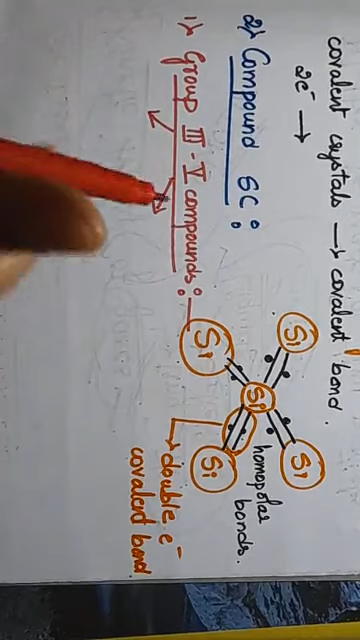 covalent crystals → covalent bond.
2e⁻ →
Si
Si
Si
Si
Si
homopolar
bonds.
double e⁻
covalent bond
2) Compound SC:
1) Group III - V compounds: